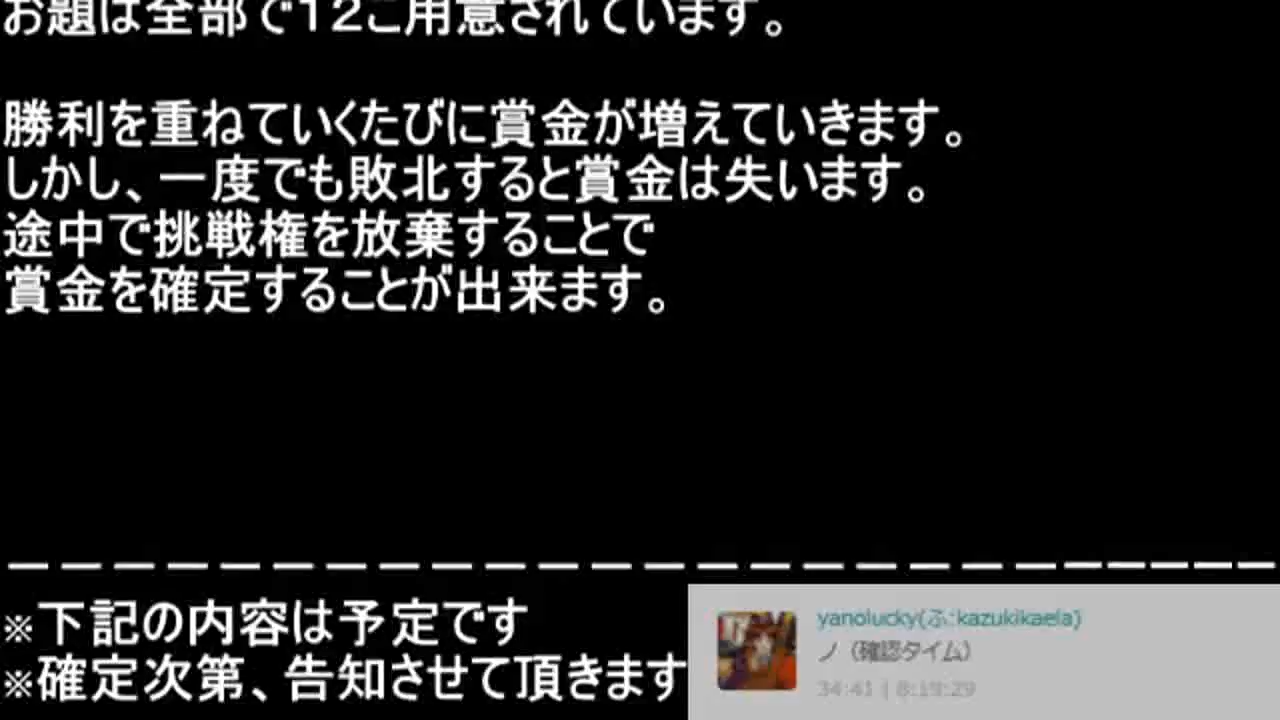 お題は全部で12こ用意されています。
勝利を重ねていくたびに賞金が増えていきます。
しかし、一度でも敗北すると賞金は失います。
途中で挑戦権を放棄することで
賞金を確定することが出来ます。
※下記の内容は予定です
※確定次第、告知させて頂きます
yanolucky(ふ:kazukikaela)
ノ（確認タイム）
34:41 | 8:19:29